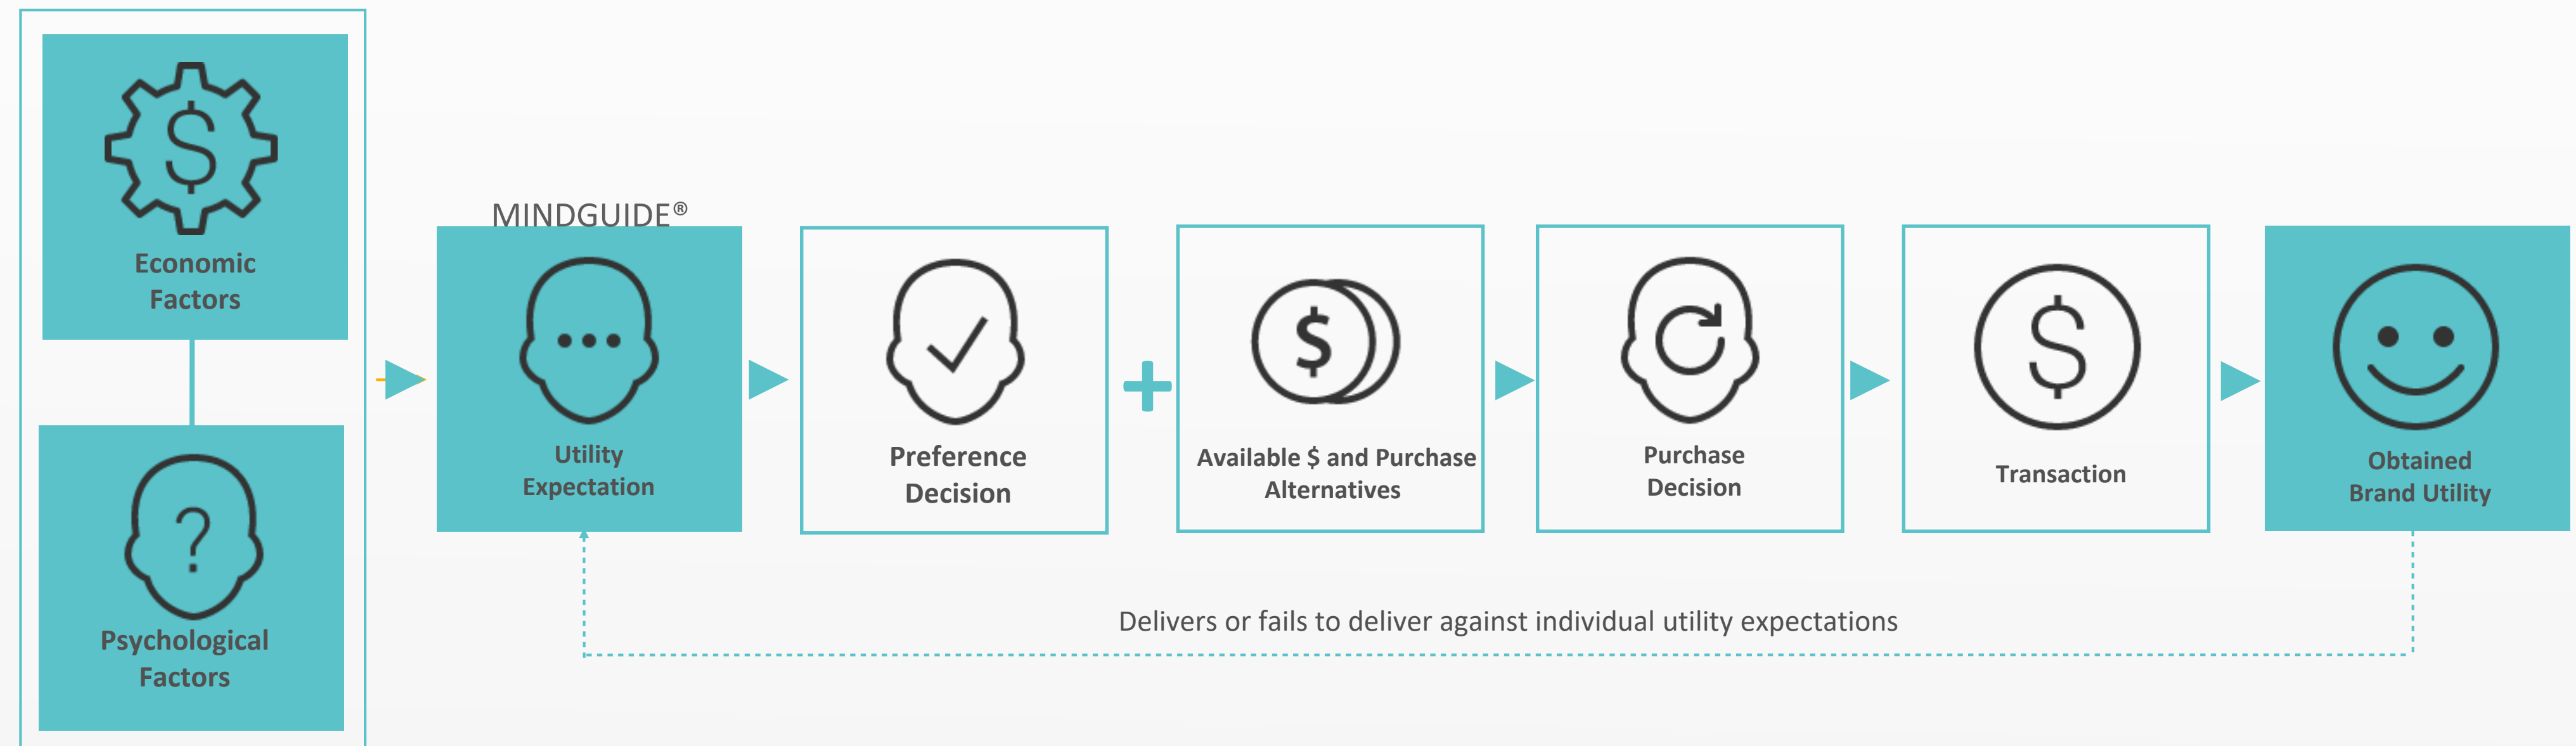 Economic
Factors
Psychological
Factors
MINDGUIDE®
Utility
Expectation
Preference
Decision
Available $ and Purchase
Alternatives
Purchase
Decision
Transaction
Obtained
Brand Utility
Delivers or fails to deliver against individual utility expectations